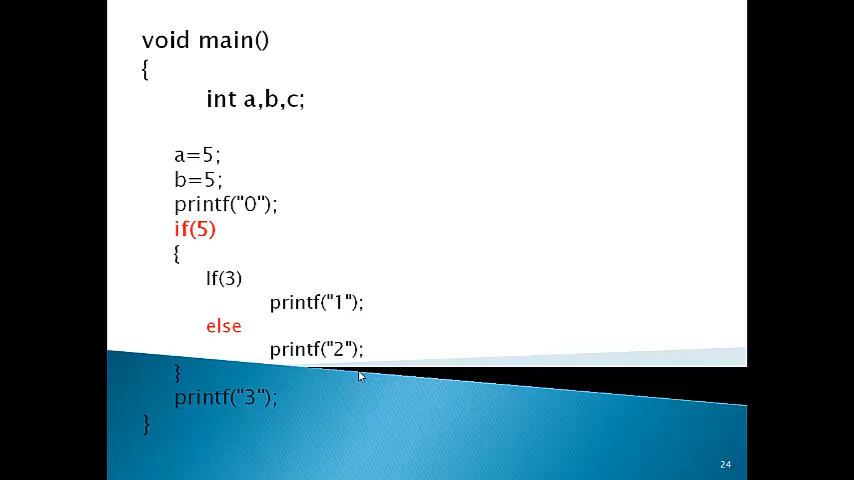 void main()
{
int a,b,c;
a=5;
b=5;
printf("0");
if(5)
{
If(3)
printf("1");
else
printf("2");
}
printf("3");
}
24